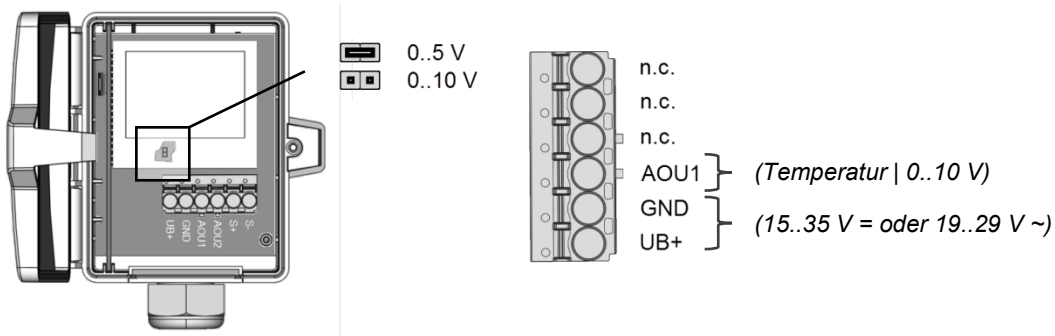 0..5 V
0..10 V
UB+
GND
AOU1
AOU2
S+
S-
n.c.
n.c.
n.c.
AOU1 (Temperatur | 0..10 V)
GND
UB+
(15..35 V = oder 19..29 V ~)